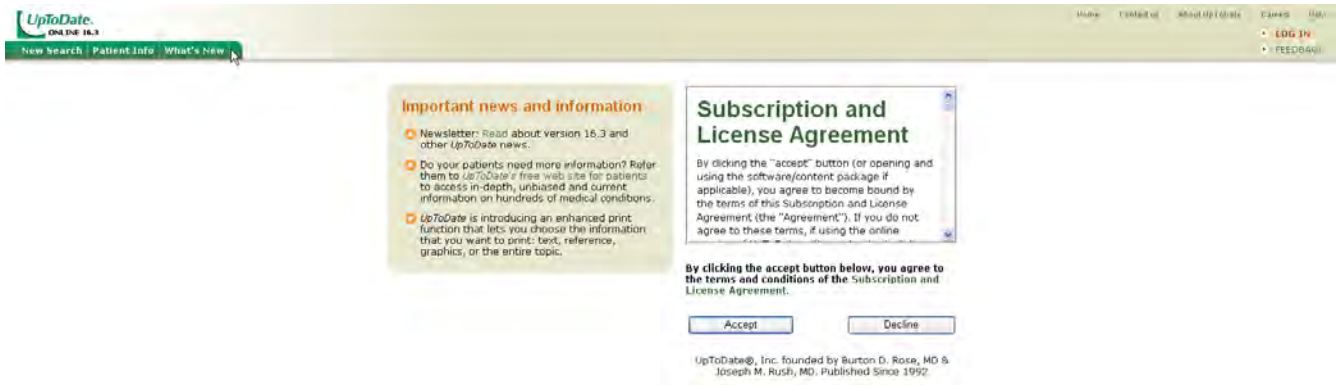 UpToDate.
ONLINE 16.3
Home Contact us About UpToDate Careers Help
LOG IN
FEEDBACK
New Search Patient Info What's New
Important news and information
Newsletter: Read about version 16.3 and
other UpToDate news.
Do your patients need more information? Refer
them to UpToDate's free web site for patients
to access in-depth, unbiased and current
information on hundreds of medical conditions.
UpToDate is introducing an enhanced print
function that lets you choose the information
that you want to print: text, reference,
graphics, or the entire topic.
Subscription and
License Agreement
By clicking the "accept" button (or opening and
using the software/content package if
applicable), you agree to become bound by
the terms of this Subscription and License
Agreement (the "Agreement"). If you do not
agree to these terms, if using the online
By clicking the accept button below, you agree to
the terms and conditions of the Subscription and
License Agreement.
Accept Decline
UpToDate®, Inc. founded by Burton D. Rose, MD &
Joseph M. Rush, MD. Published Since 1992